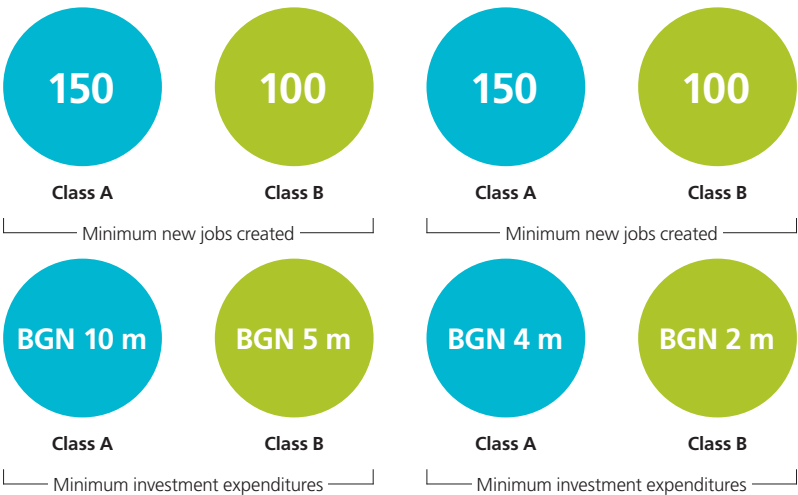 150
100
150
100
Class A
Class B
Class A
Class B
Minimum new jobs created
Minimum new jobs created
BGN 10 m
BGN 5 m
BGN 4 m
BGN 2 m
Class A
Class B
Class A
Class B
Minimum investment expenditures
Minimum investment expenditures